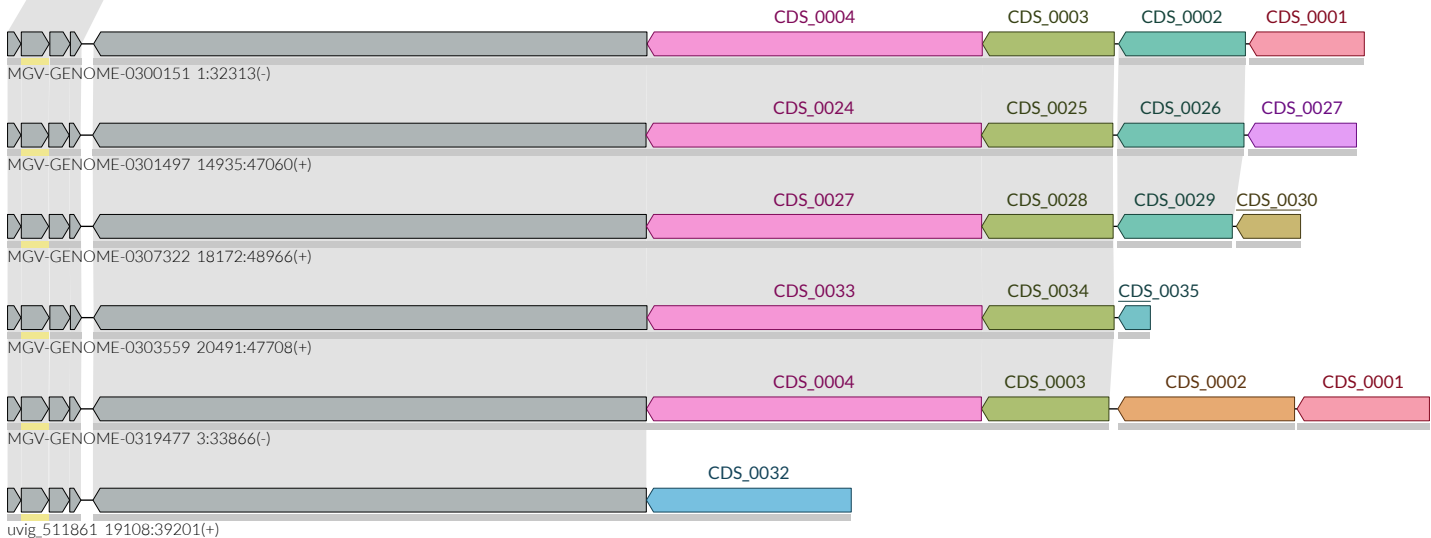 CDS_0004 CDS_0003 CDS_0002 CDS_0001
MGV-GENOME-0300151 1:32313(-)
CDS_0024 CDS_0025 CDS_0026 CDS_0027
MGV-GENOME-0301497 14935:47060(+)
CDS_0027 CDS_0028 CDS_0029 CDS_0030
MGV-GENOME-0307322 18172:48966(+)
CDS_0033 CDS_0034 CDS_0035
MGV-GENOME-0303559 20491:47708(+)
CDS_0004 CDS_0003 CDS_0002 CDS_0001
MGV-GENOME-0319477 3:33866(-)
CDS_0032
uvig_511861 19108:39201(+)